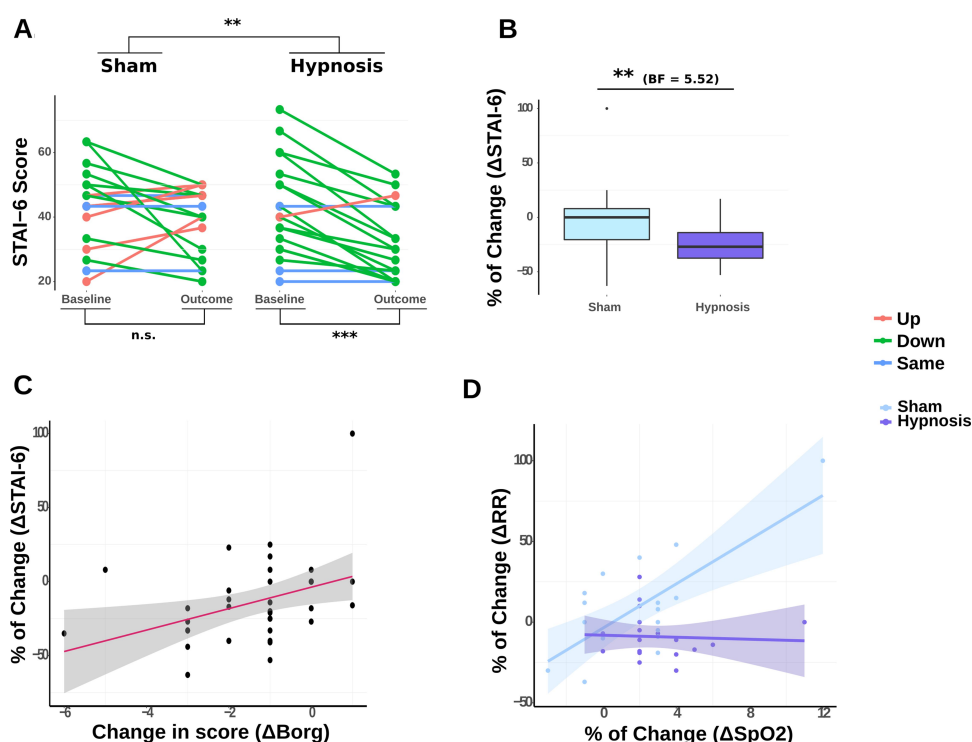 A.
**
Sham
Hypnosis
STAI–6 Score
60
40
20
Baseline
Outcome
Baseline
Outcome
n.s.
***
B
** (BF = 5.52)
% of Change (ΔSTAI-6)
100
50
0
−50
Sham
Hypnosis
Up
Down
Same
Sham
Hypnosis
C
% of Change (ΔSTAI-6)
100
50
0
−50
−6
−4
−2
0
Change in score (ΔBorg)
D
% of Change (ΔRR)
100
50
0
−50
0
4
8
12
% of Change (ΔSpO2)